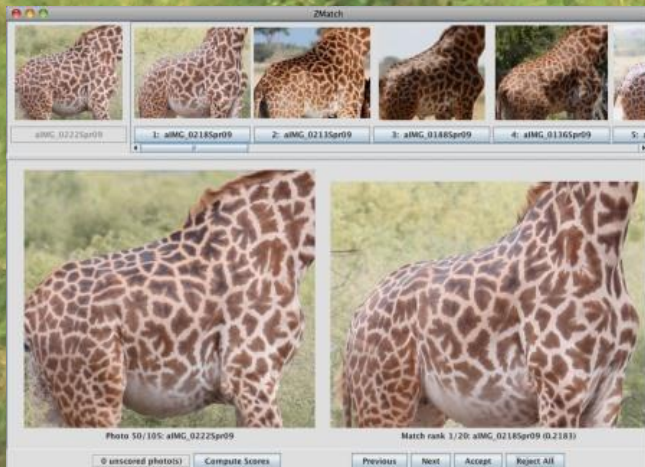 ZMatch
aIMG_0222Spr09
1: aIMG_0218Spr09
2: aIMG_0213Spr09
3: aIMG_0188Spr09
4: aIMG_0136Spr09
5: a
Photo 50/105: aIMG_0222Spr09
Match rank 1/20: aIMG_0218Spr09 (0.2183)
0 unscored photo(s)
Compute Scores
Previous
Next
Accept
Reject All